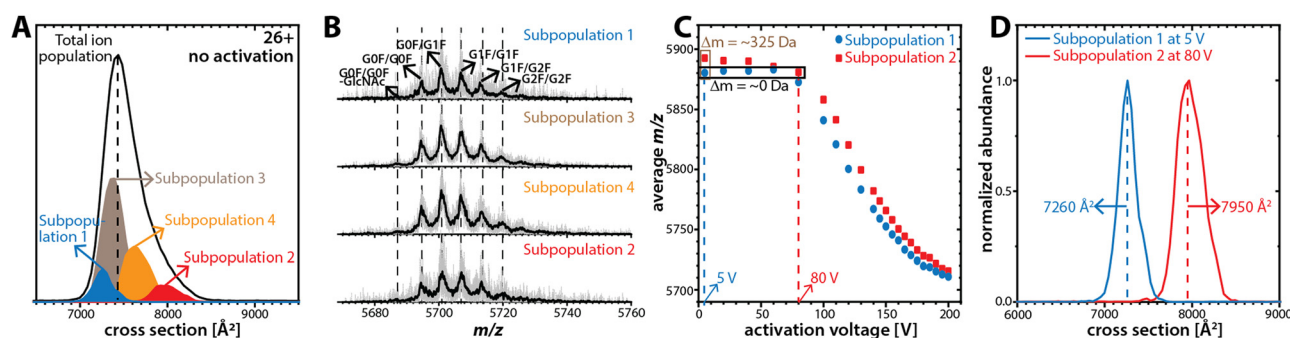 A
26+
no activation
Total ion
population
Subpopulation 3
Subpopu-
lation 1
Subpopulation 4
Subpopulation 2
7000 8000 9000
cross section [Å²]
B
Subpopulation 1
G0F/G1F
G0F/G0F
G1F/G1F
G0F/G0F
-GlcNAc
G1F/G2F
G2F/G2F
Subpopulation 3
Subpopulation 4
Subpopulation 2
5680 5700 5720 5740 5760
m/z
C
Subpopulation 1
Subpopulation 2
Δm = ~325 Da
Δm = ~0 Da
5900
5850
5800
5750
5700
average m/z
5 V
80 V
0 50 100 150 200
activation voltage [V]
D
Subpopulation 1 at 5 V
Subpopulation 2 at 80 V
normalized abundance
1.0
0.5
0.0
7260 Å²
7950 Å²
6000 7000 8000 9000
cross section [Å²]